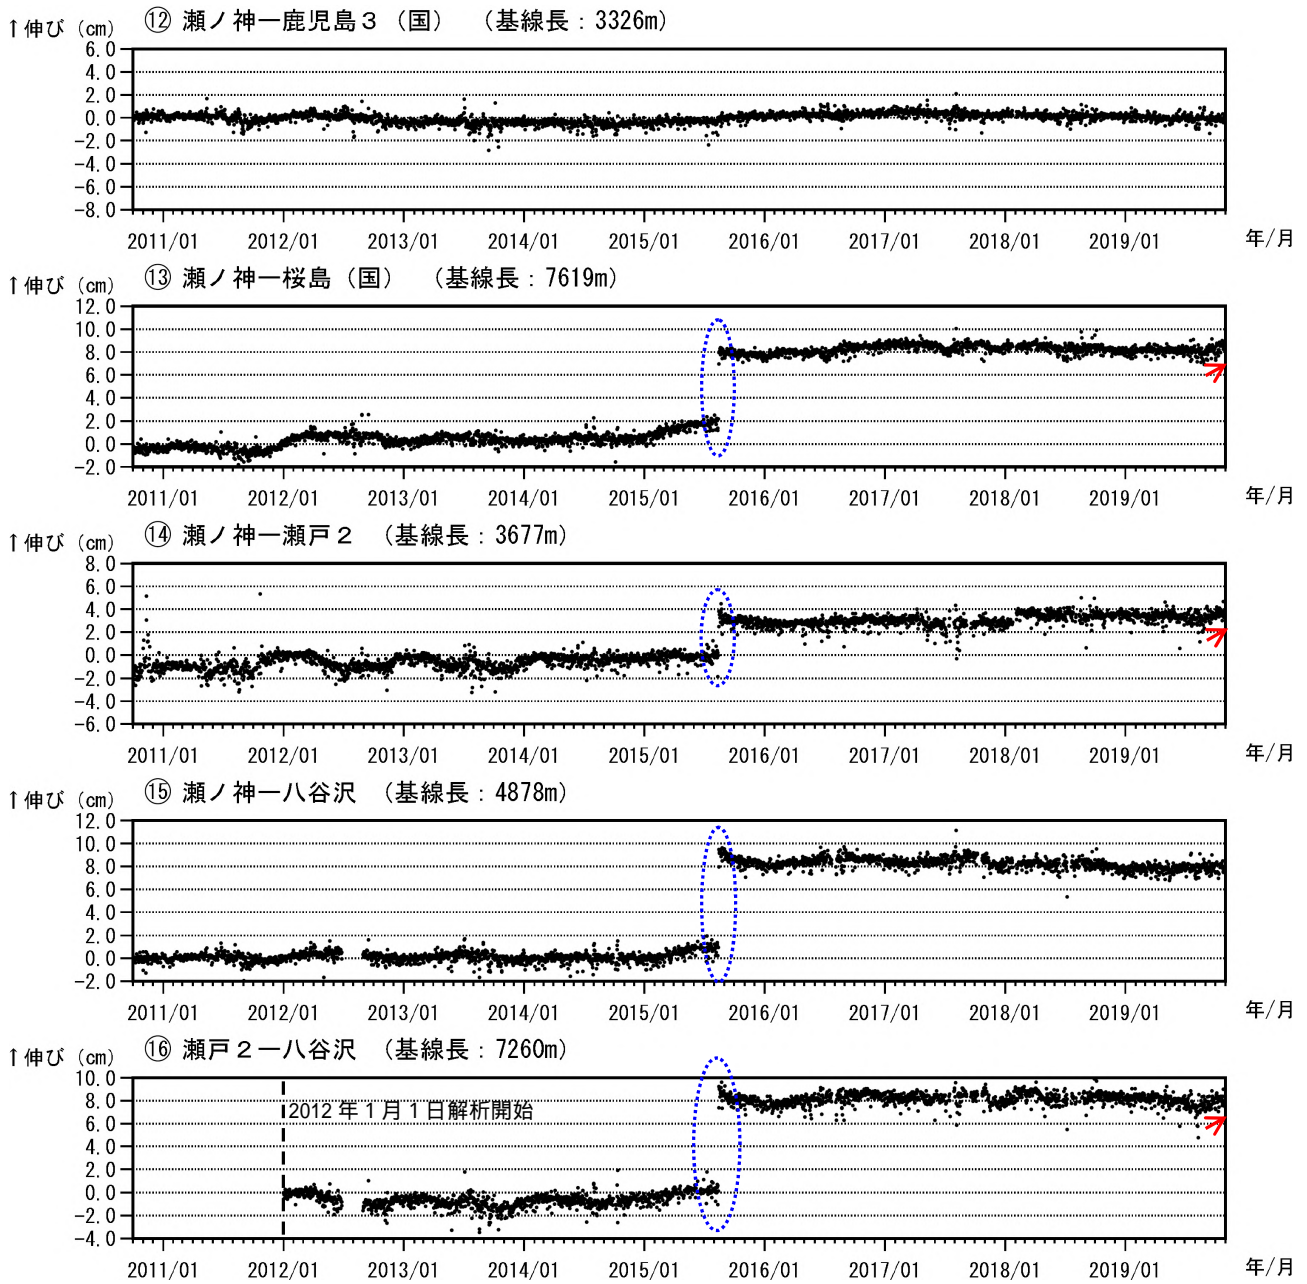 ⑫ 瀬ノ神ー鹿児島3（国） （基線長：3326m）
↑伸び（cm）
6.0
4.0
2.0
0.0
-2.0
-4.0
-6.0
-8.0
2011/01 2012/01 2013/01 2014/01 2015/01 2016/01 2017/01 2018/01 2019/01 年/月
⑬ 瀬ノ神ー桜島（国） （基線長：7619m）
↑伸び（cm）
12.0
10.0
8.0
6.0
4.0
2.0
0.0
-2.0
2011/01 2012/01 2013/01 2014/01 2015/01 2016/01 2017/01 2018/01 2019/01 年/月
⑭ 瀬ノ神ー瀬戸2 （基線長：3677m）
↑伸び（cm）
8.0
6.0
4.0
2.0
0.0
-2.0
-4.0
-6.0
2011/01 2012/01 2013/01 2014/01 2015/01 2016/01 2017/01 2018/01 2019/01 年/月
⑮ 瀬ノ神ー八谷沢 （基線長：4878m）
↑伸び（cm）
12.0
10.0
8.0
6.0
4.0
2.0
0.0
-2.0
2011/01 2012/01 2013/01 2014/01 2015/01 2016/01 2017/01 2018/01 2019/01 年/月
⑯ 瀬戸2ー八谷沢 （基線長：7260m）
↑伸び（cm）
10.0
8.0
6.0
4.0
2.0
0.0
-2.0
-4.0
2012年1月1日解析開始
2011/01 2012/01 2013/01 2014/01 2015/01 2016/01 2017/01 2018/01 2019/01 年/月